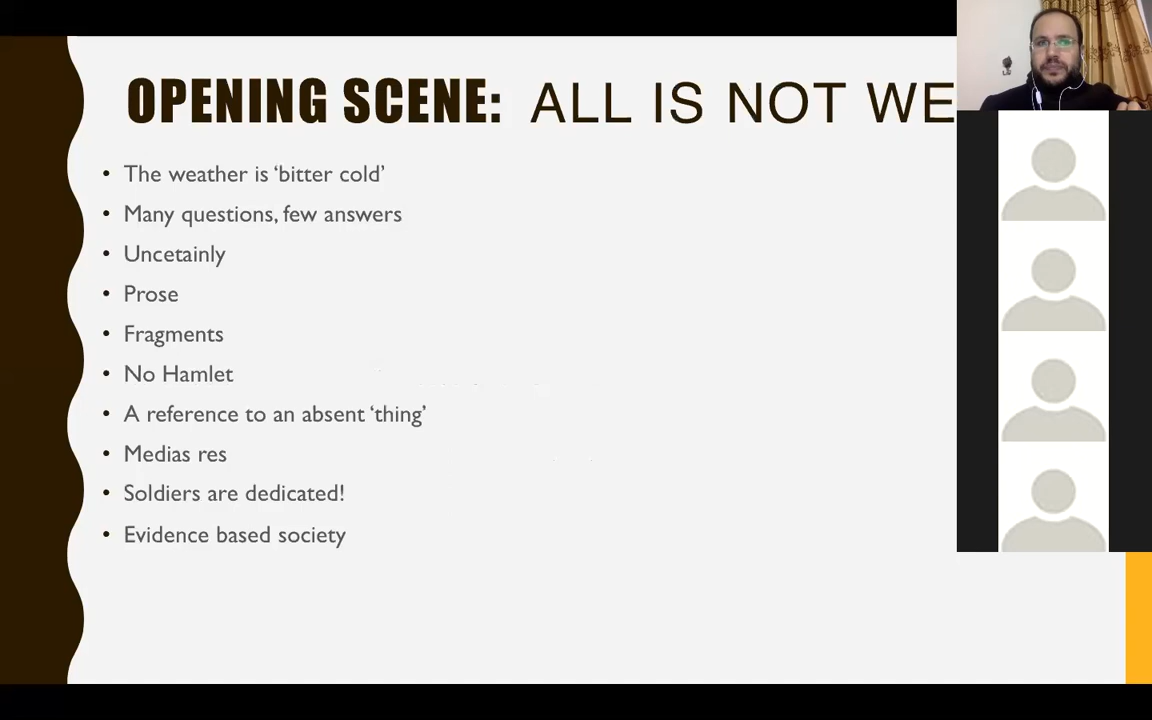 OPENING SCENE: ALL IS NOT WE
• The weather is ‘bitter cold’
• Many questions, few answers
• Uncetainly
• Prose
• Fragments
• No Hamlet
• A reference to an absent ‘thing’
• Medias res
• Soldiers are dedicated!
• Evidence based society